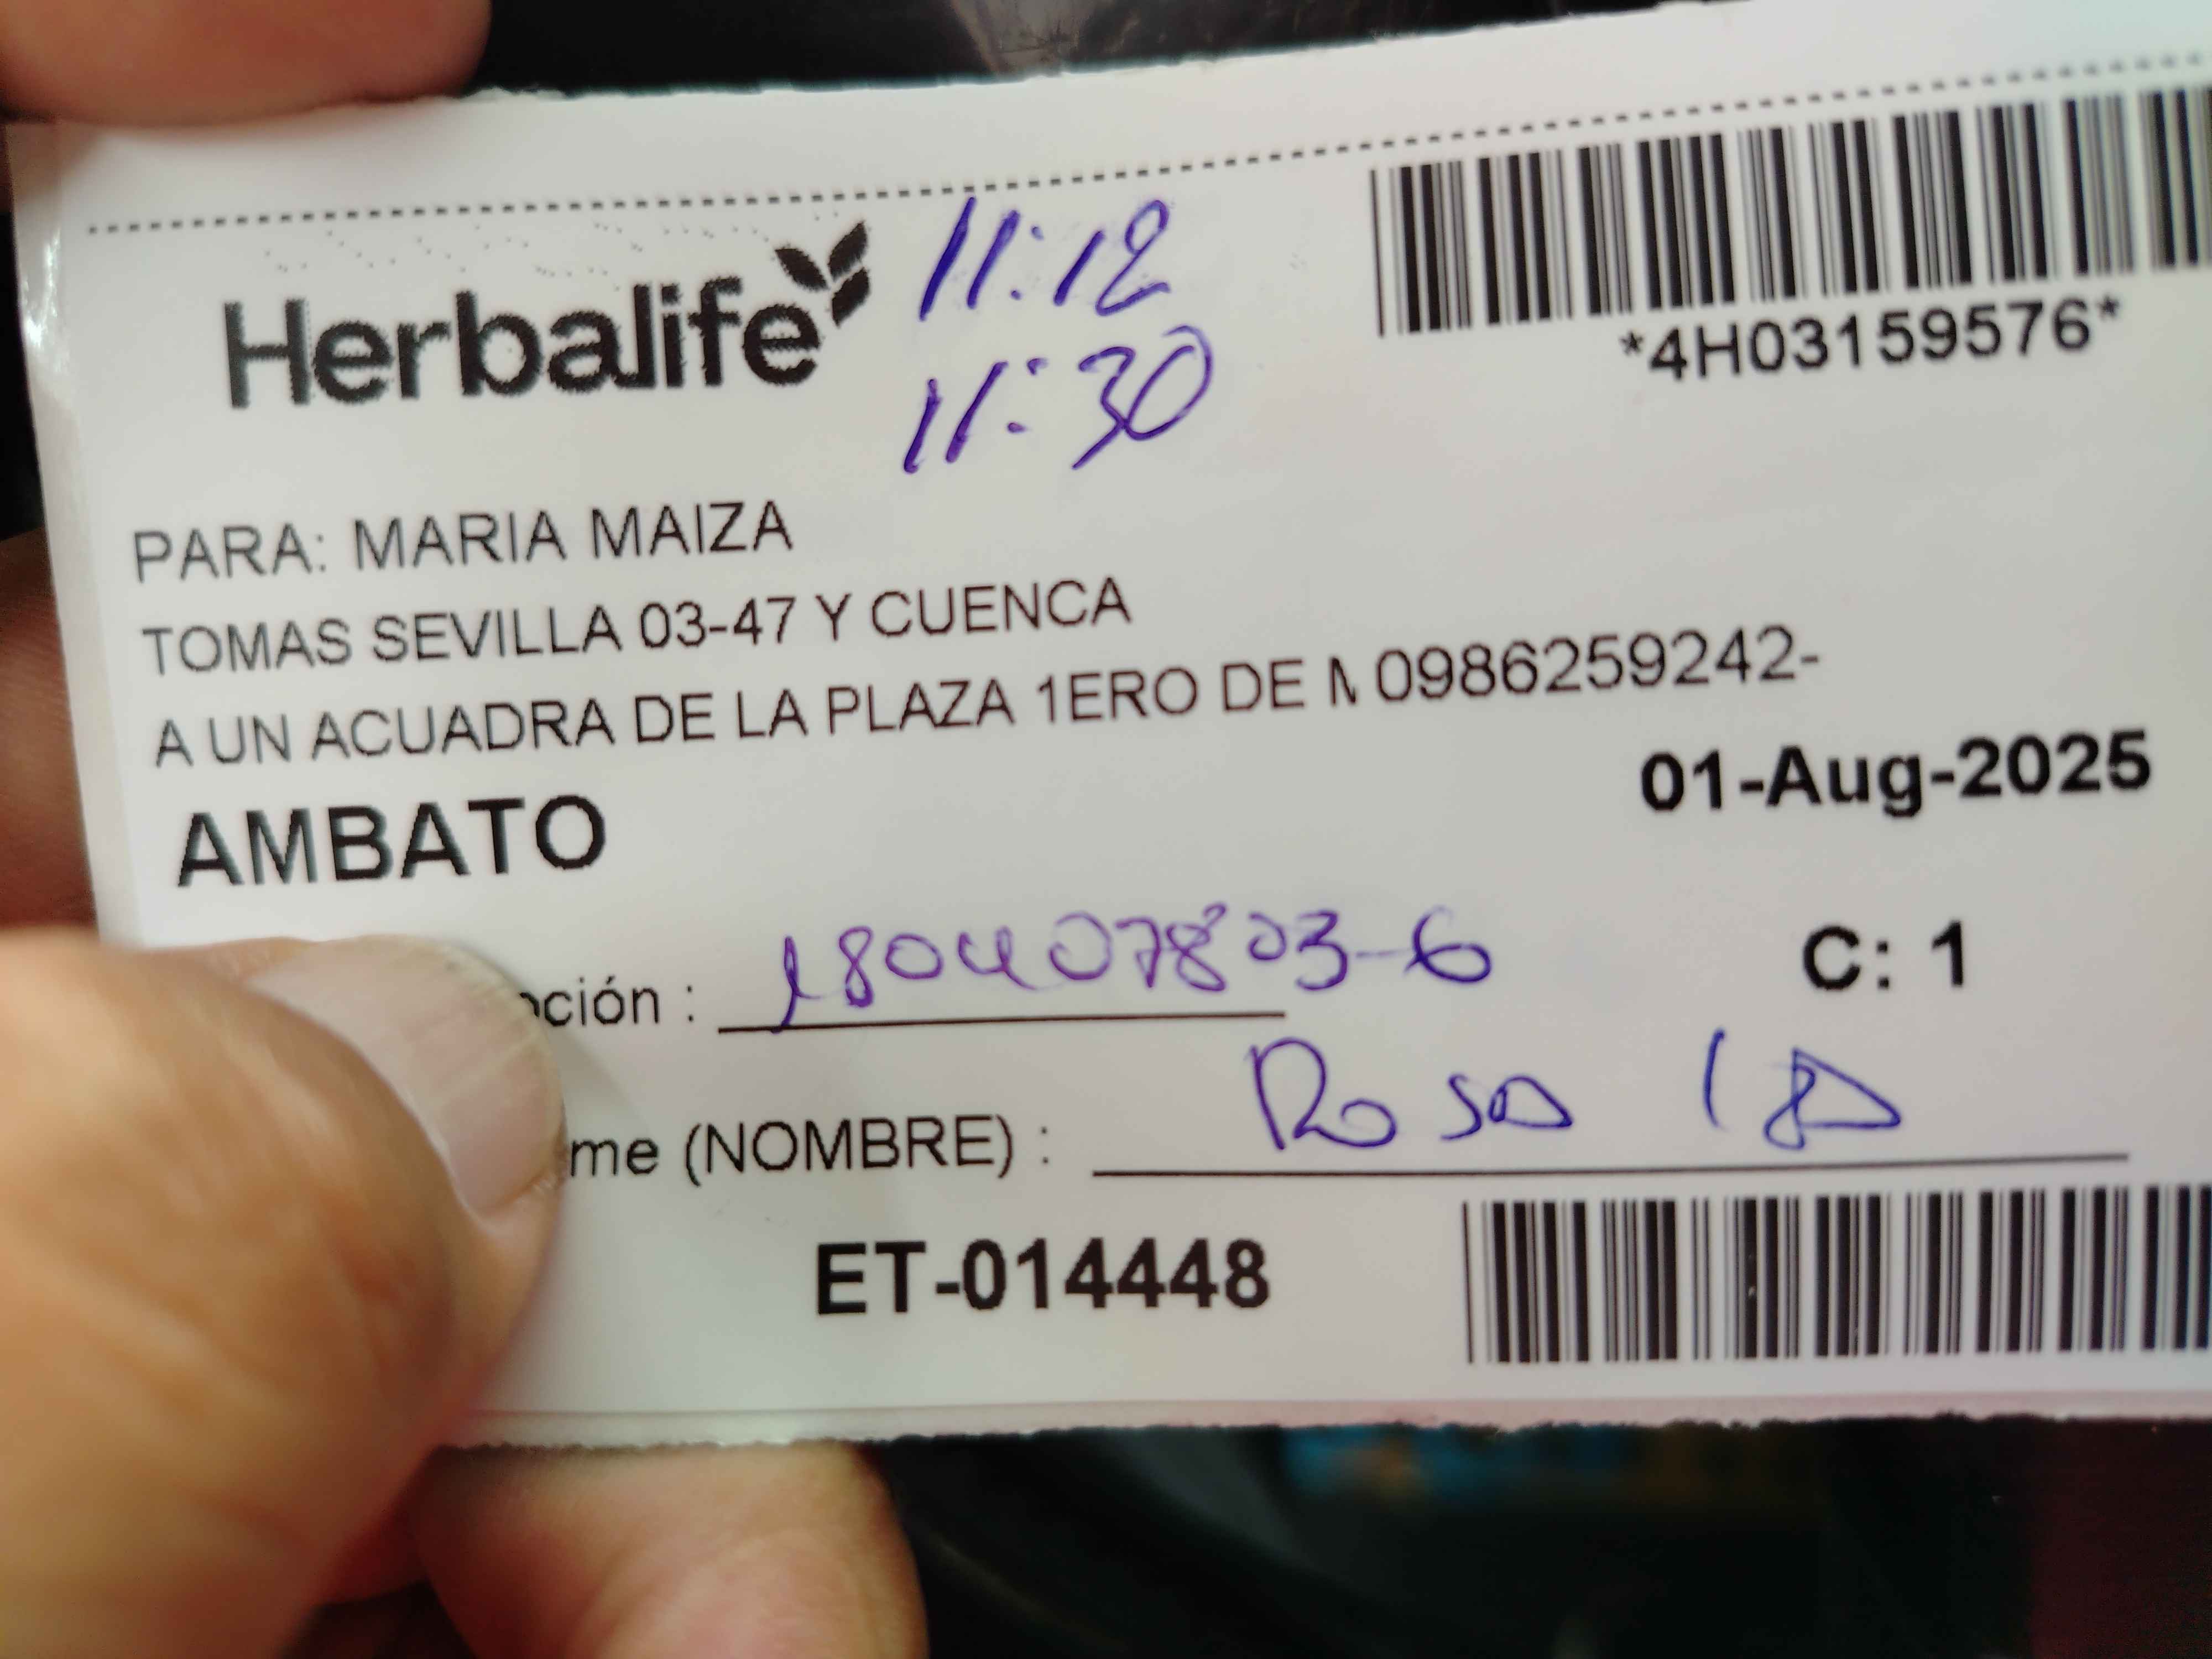 Herbalife
11:12
11:30
*4H03159576*
PARA: MARIA MAIZA
TOMAS SEVILLA 03-47 Y CUENCA
A UN ACUADRA DE LA PLAZA 1ERO DE M 0986259242-
01-Aug-2025
AMBATO
ción : 180407803-6
C: 1
me (NOMBRE) : Rosa
ET-014448